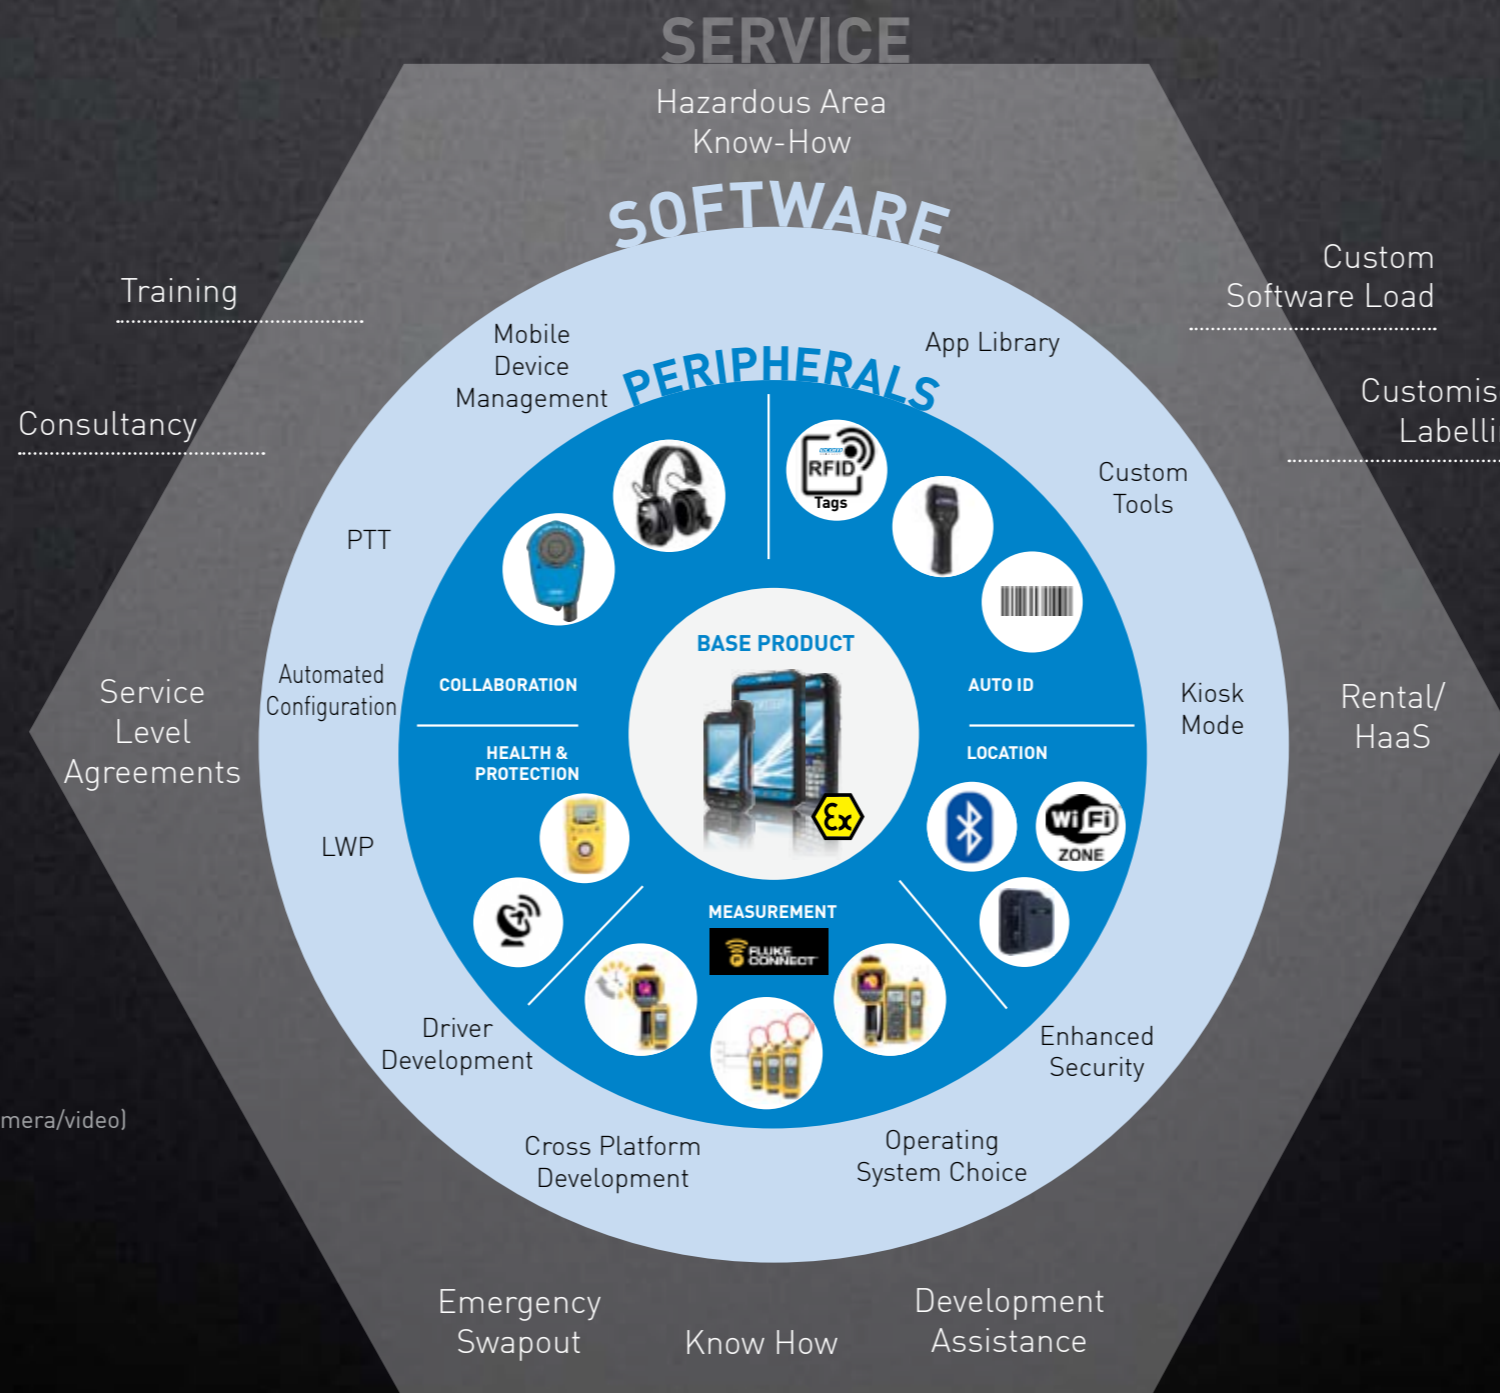 SERVICE
Hazardous Area
Know-How
SOFTWARE
Training
Custom
Software Load
Mobile
Device
Management
App Library
PERIPHERALS
Consultancy
Customis
Labelli
RFID
Tags
Custom
Tools
PTT
BASE PRODUCT
Automated
Configuration
COLLABORATION
AUTO ID
Service
Level
Agreements
Kiosk
Mode
Rental/
HaaS
HEALTH &
PROTECTION
LOCATION
Ex
WiFi
ZONE
LWP
MEASUREMENT
FLUKE
CONNECT
Driver
Development
Enhanced
Security
mera/video)
Cross Platform
Development
Operating
System Choice
Emergency
Swapout
Know How
Development
Assistance